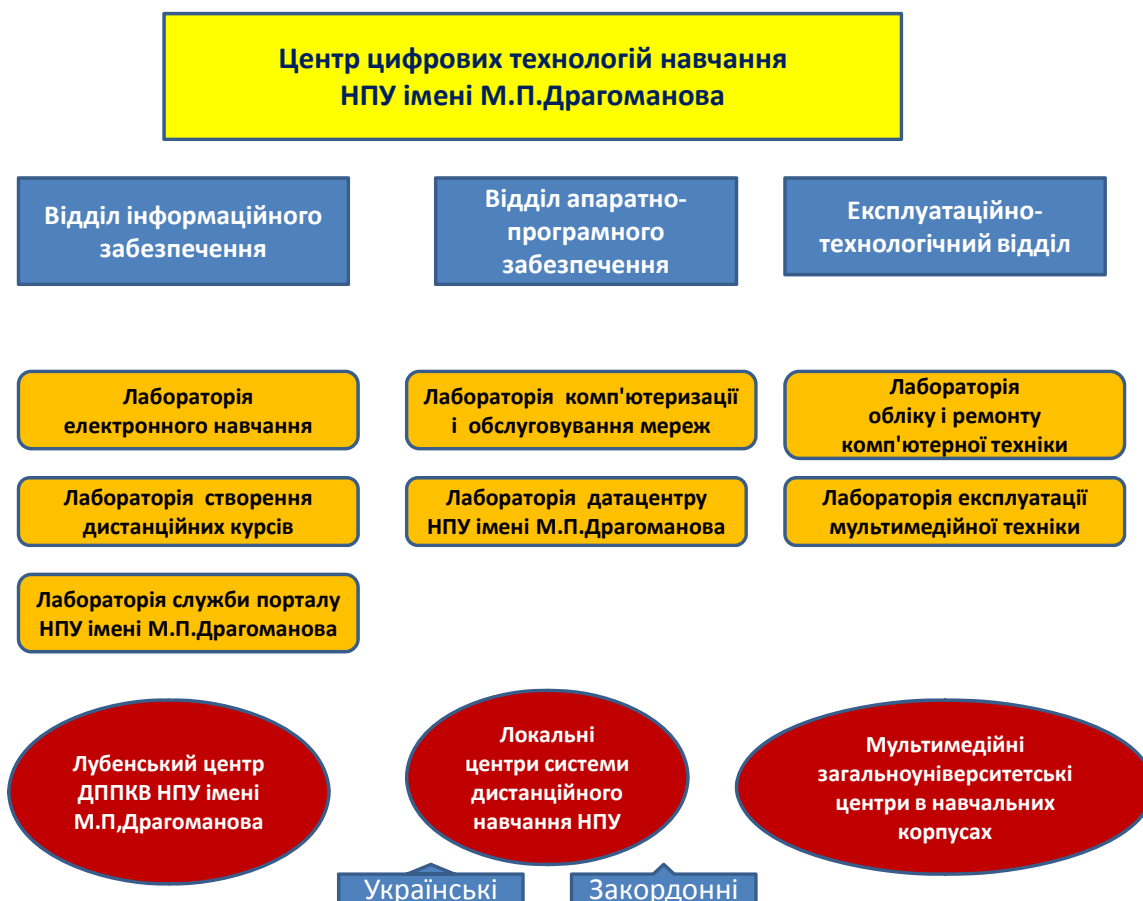 Центр цифрових технологій навчання
НПУ імені М.П.Драгоманова
Відділ інформаційного
забезпечення
Відділ апаратно-
програмного
забезпечення
Експлуатаційно-
технологічний відділ
Лабораторія
електронного навчання
Лабораторія комп'ютеризації
і обслуговування мереж
Лабораторія
обліку і ремонту
комп'ютерної техніки
Лабораторія створення
дистанційних курсів
Лабораторія датацентру
НПУ імені М.П.Драгоманова
Лабораторія експлуатації
мультимедійної техніки
Лабораторія служби порталу
НПУ імені М.П.Драгоманова
Лубенський центр
ДППКВ НПУ імені
М.П,Драгоманова
Локальні
центри системи
дистанційного
навчання НПУ
Мультимедійні
загальноуніверситетські
центри в навчальних
корпусах
Українські
Закордонні